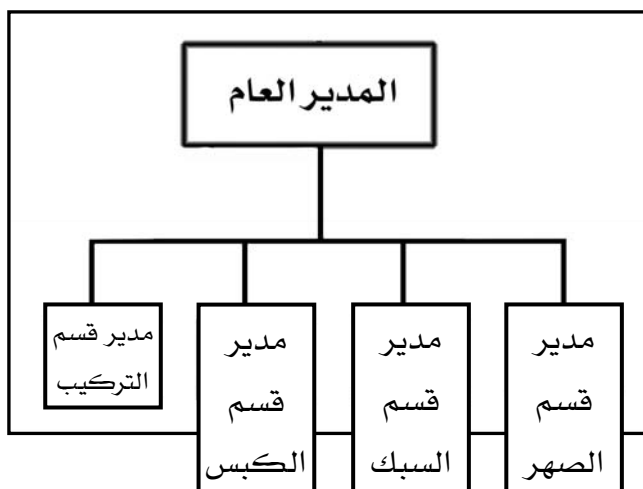 المدير العام
مدير
قسم
الصهر
مدير
قسم
السبك
مدير
قسم
الكبس
مدير قسم
التركيب